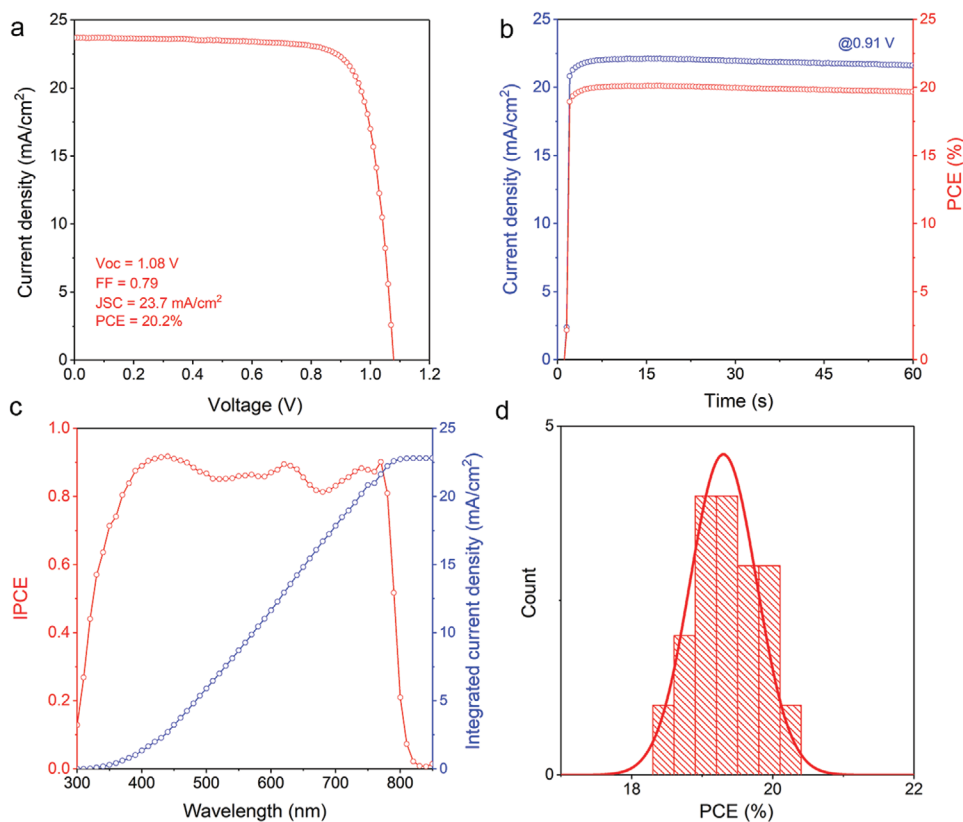 a
25
20
15
10
5
0
Current density (mA/cm²)
Voc = 1.08 V
FF = 0.79
JSC = 23.7 mA/cm²
PCE = 20.2%
0.0 0.2 0.4 0.6 0.8 1.0 1.2
Voltage (V)
b
@0.91 V
25
20
15
10
5
0
Current density (mA/cm²)
25
20
15
10
5
0
PCE (%)
0 15 30 45 60
Time (s)
c
1.0
0.8
0.6
0.4
0.2
0.0
IPCE
25
20
15
10
5
0
Integrated current density (mA/cm²)
300 400 500 600 700 800
Wavelength (nm)
d
5
0
Count
18 20 22
PCE (%)